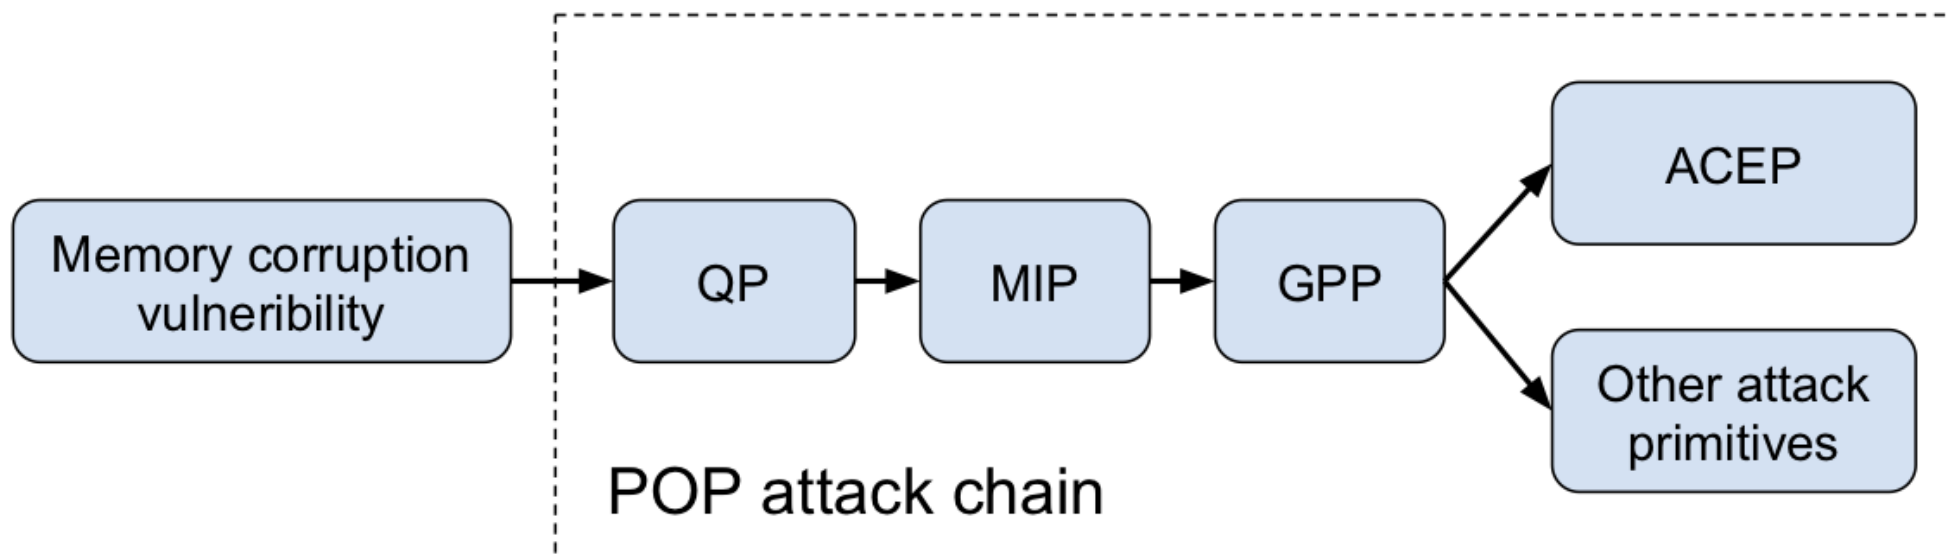 Memory corruption
vulneribility
QP
MIP
GPP
ACEP
Other attack
primitives
POP attack chain